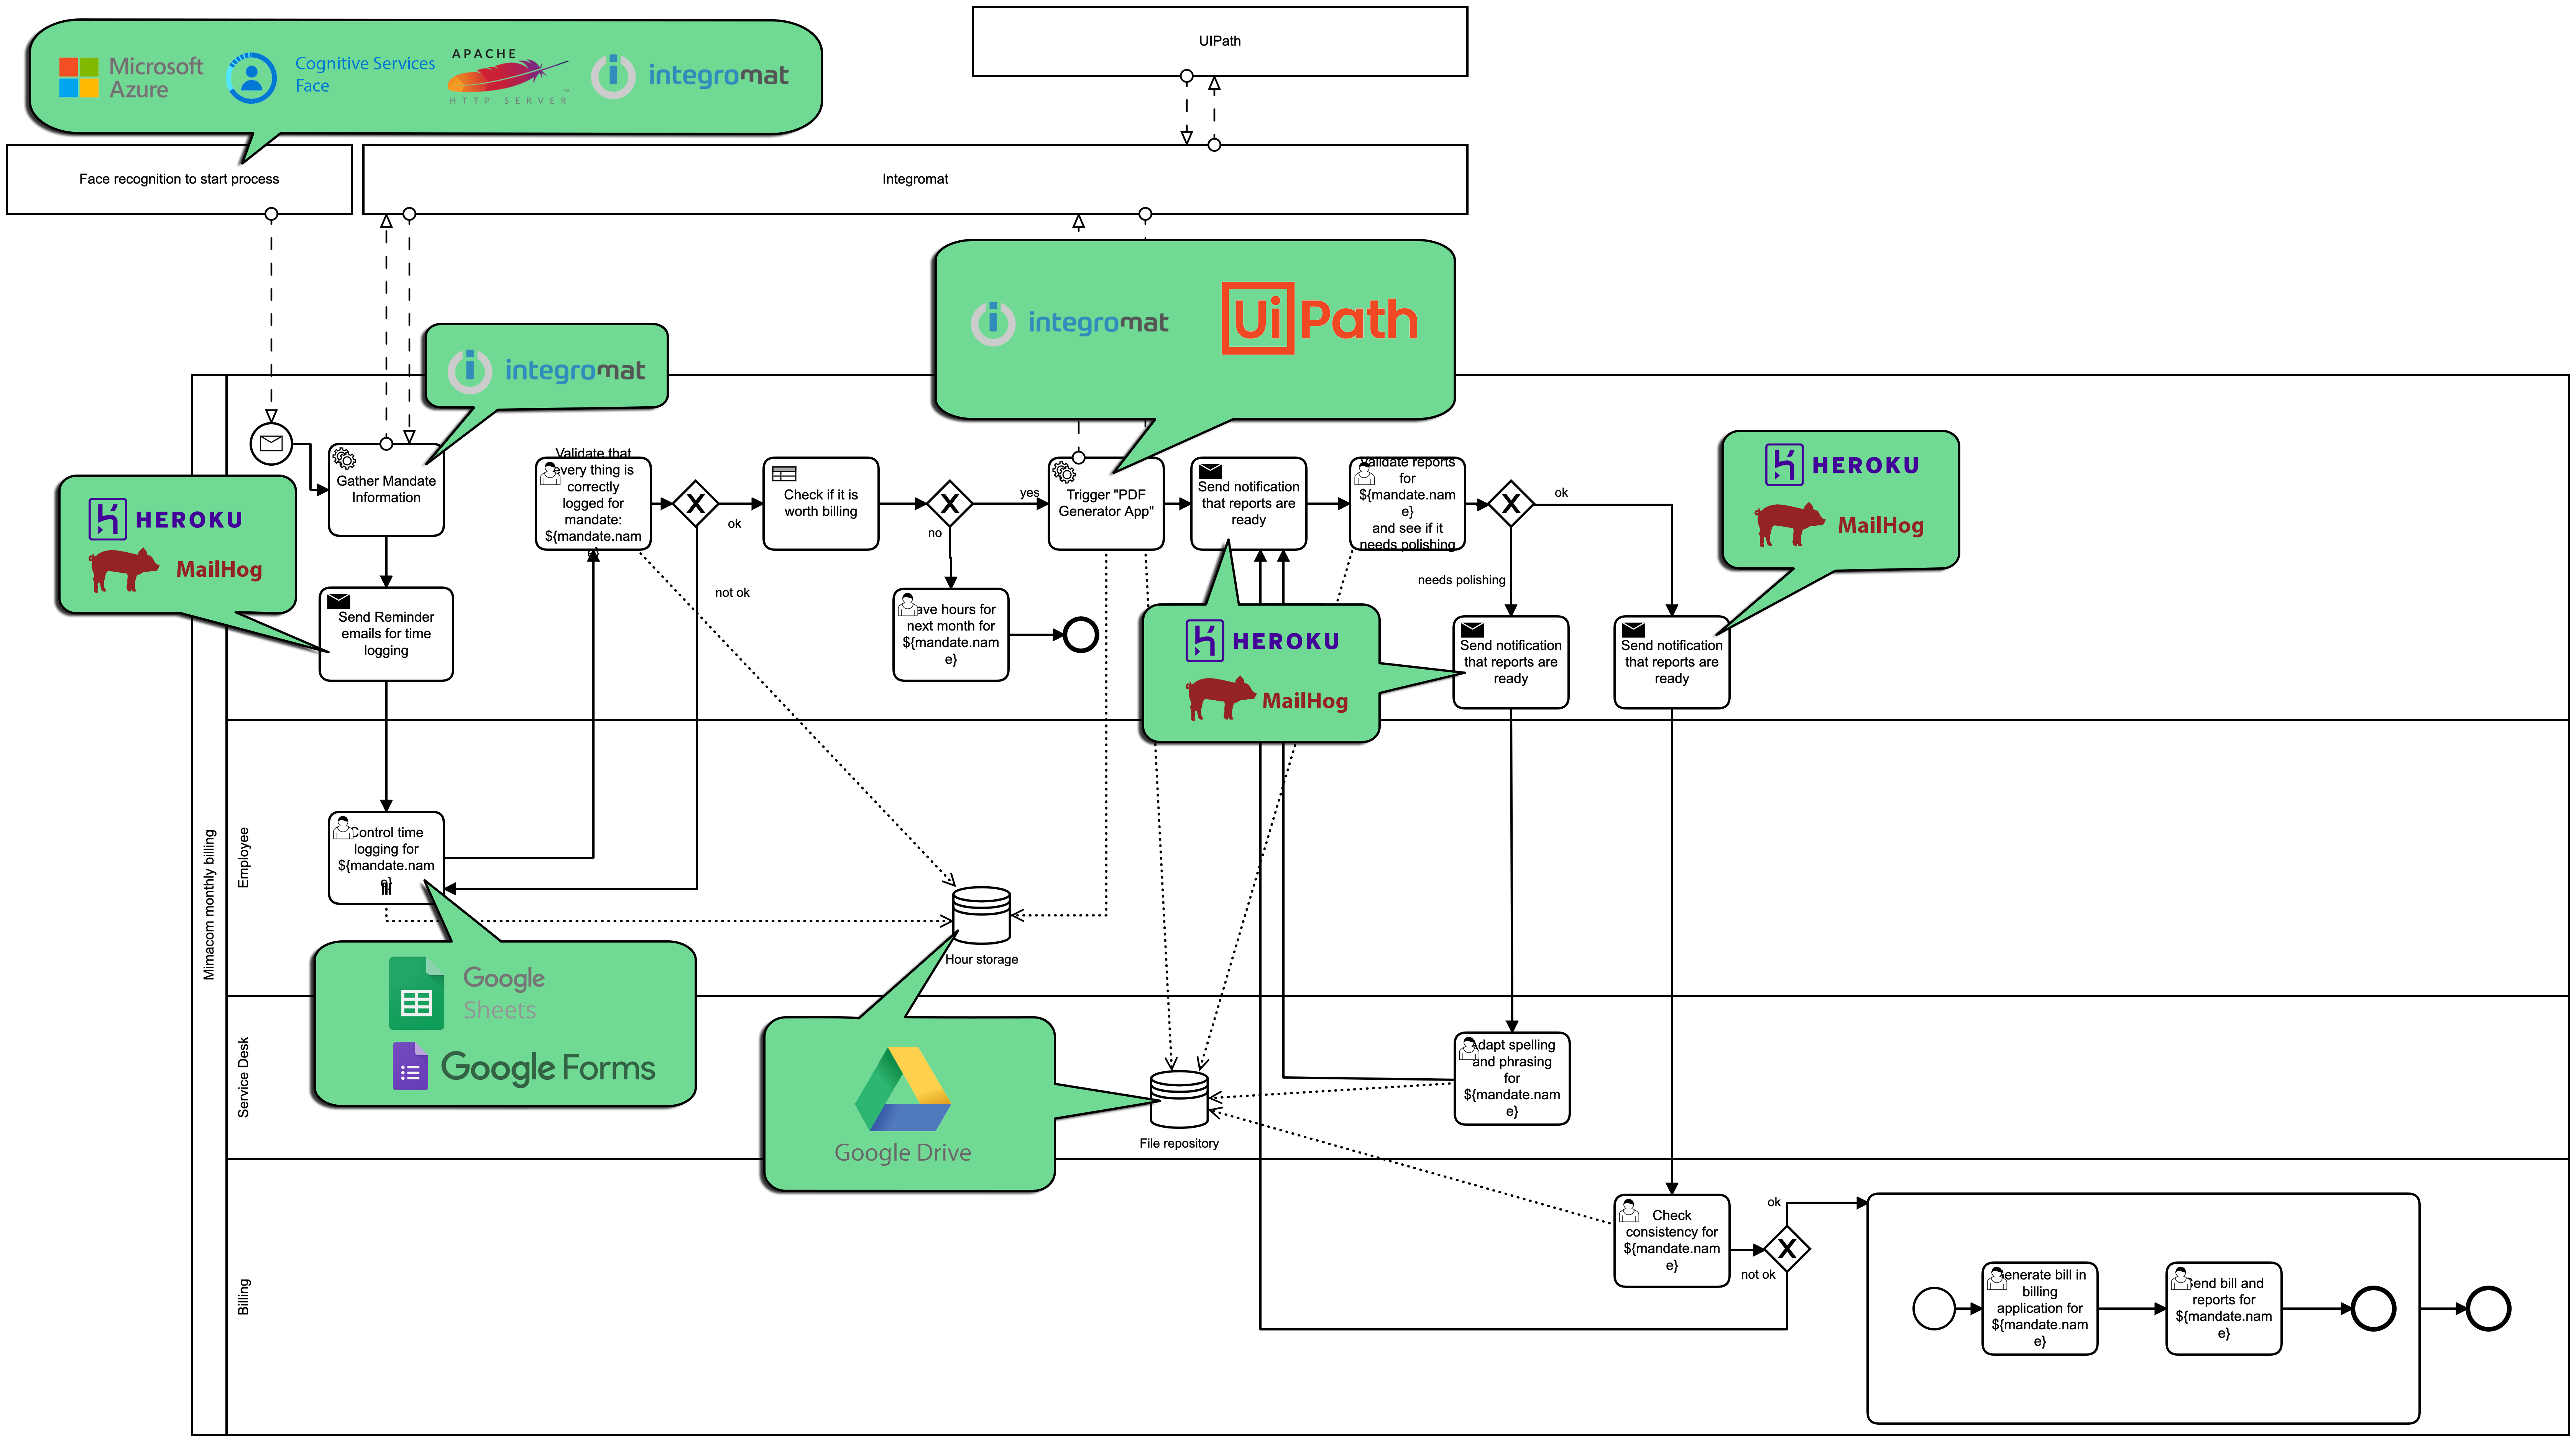 UIPath
Microsoft
Azure
Cognitive Services
Face
APACHE
HTTP SERVER
™
integromat
Face recognition to start process
Integromat
integromat
UiPath
integromat
Mimacom monthly billing
Employee
Service Desk
Billing
Gather Mandate
Information
HEROKU
MailHog
Send Reminder
emails for time
logging
Validate that
every thing is
correctly
logged for
mandate:
${mandate.nam
e}
ok
not ok
Check if it is
worth billing
yes
no
ave hours for
next month for
${mandate.nam
e}
Trigger "PDF
Generator App"
Send notification
that reports are
ready
Validate reports
for
${mandate.nam
e}
and see if it
needs polishing
ok
needs polishing
HEROKU
MailHog
HEROKU
MailHog
Send notification
that reports are
ready
Send notification
that reports are
ready
Control time
logging for
${mandate.nam
e}
Google
Sheets
Google Forms
Hour storage
Google Drive
File repository
Adapt spelling
and phrasing
for
${mandate.nam
e}
Check
consistency for
${mandate.nam
e}
ok
not ok
Generate bill in
billing
application for
${mandate.nam
e}
Send bill and
reports for
${mandate.nam
e}